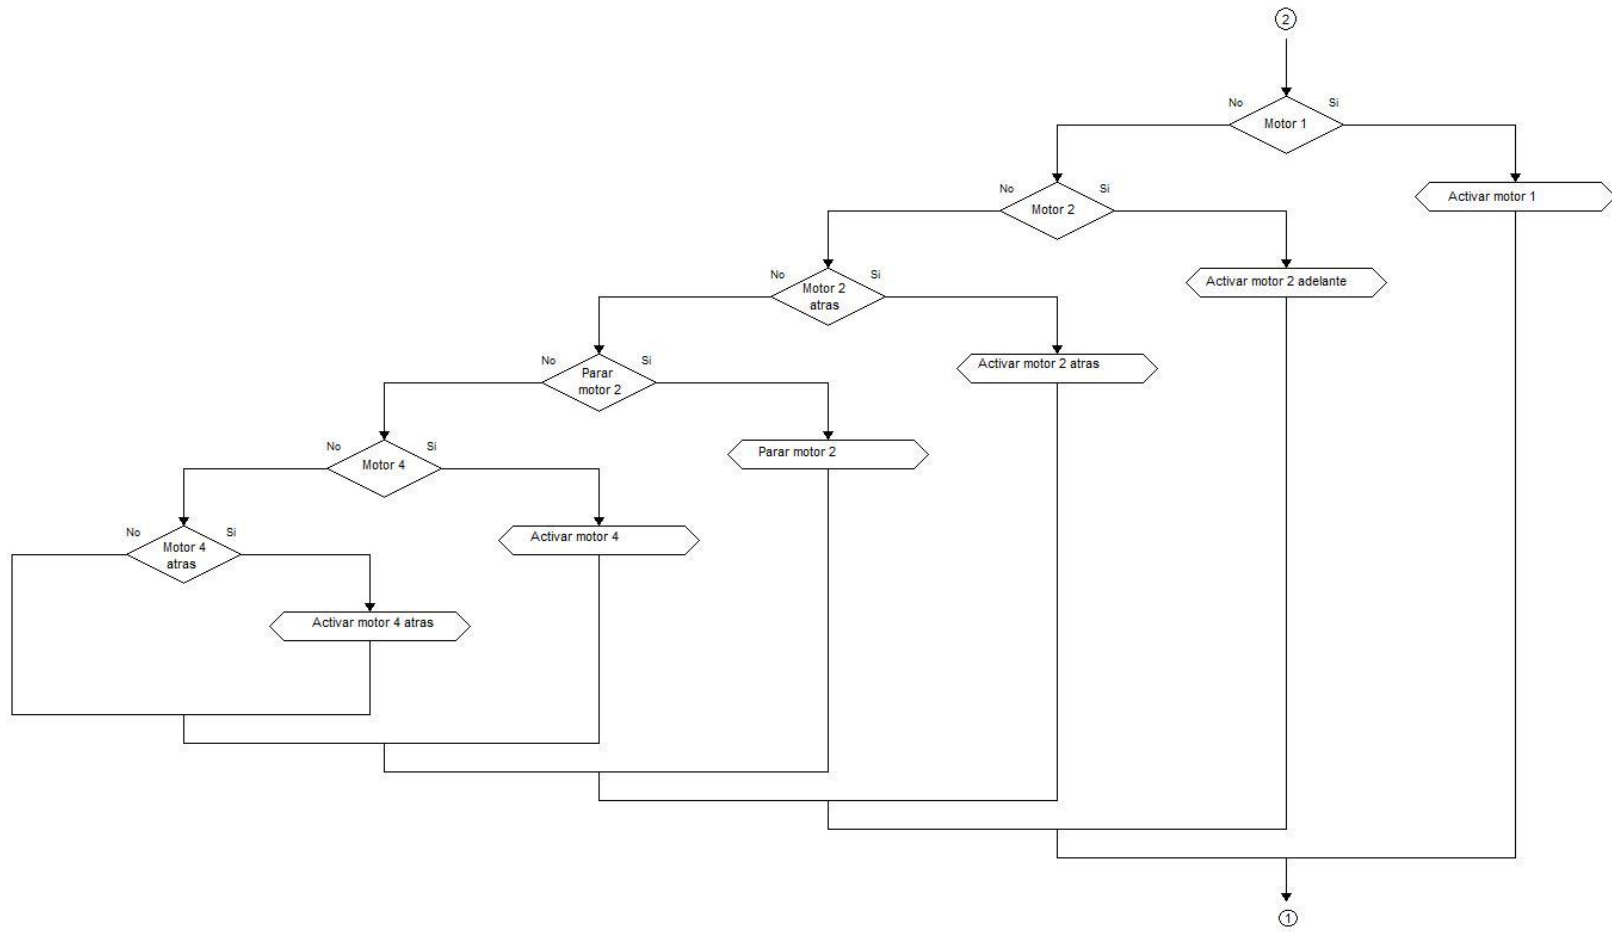 2
No
Si
Motor 1
No
Si
Motor 2
Activar motor 1
No
Si
Motor 2
atras
Activar motor 2 adelante
No
Si
Parar
motor 2
Activar motor 2 atras
No
Si
Motor 4
Parar motor 2
No
Si
Motor 4
atras
Activar motor 4
Activar motor 4 atras
1